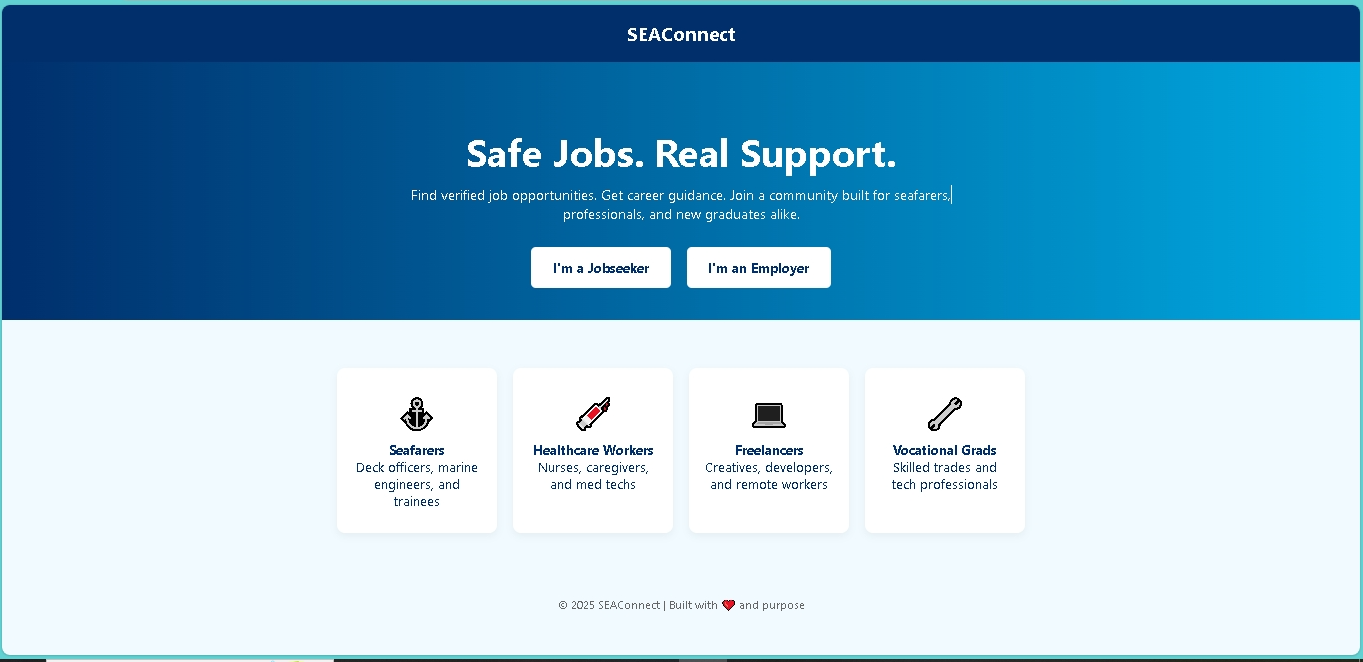 SEAConnect
Safe Jobs. Real Support.
Find verified job opportunities. Get career guidance. Join a community built for seafarers,
professionals, and new graduates alike.
I'm a Jobseeker
I'm an Employer
Seafarers
Deck officers, marine
engineers, and
trainees
Healthcare Workers
Nurses, caregivers,
and med techs
Freelancers
Creatives, developers,
and remote workers
Vocational Grads
Skilled trades and
tech professionals
© 2025 SEAConnect | Built with ❤️ and purpose